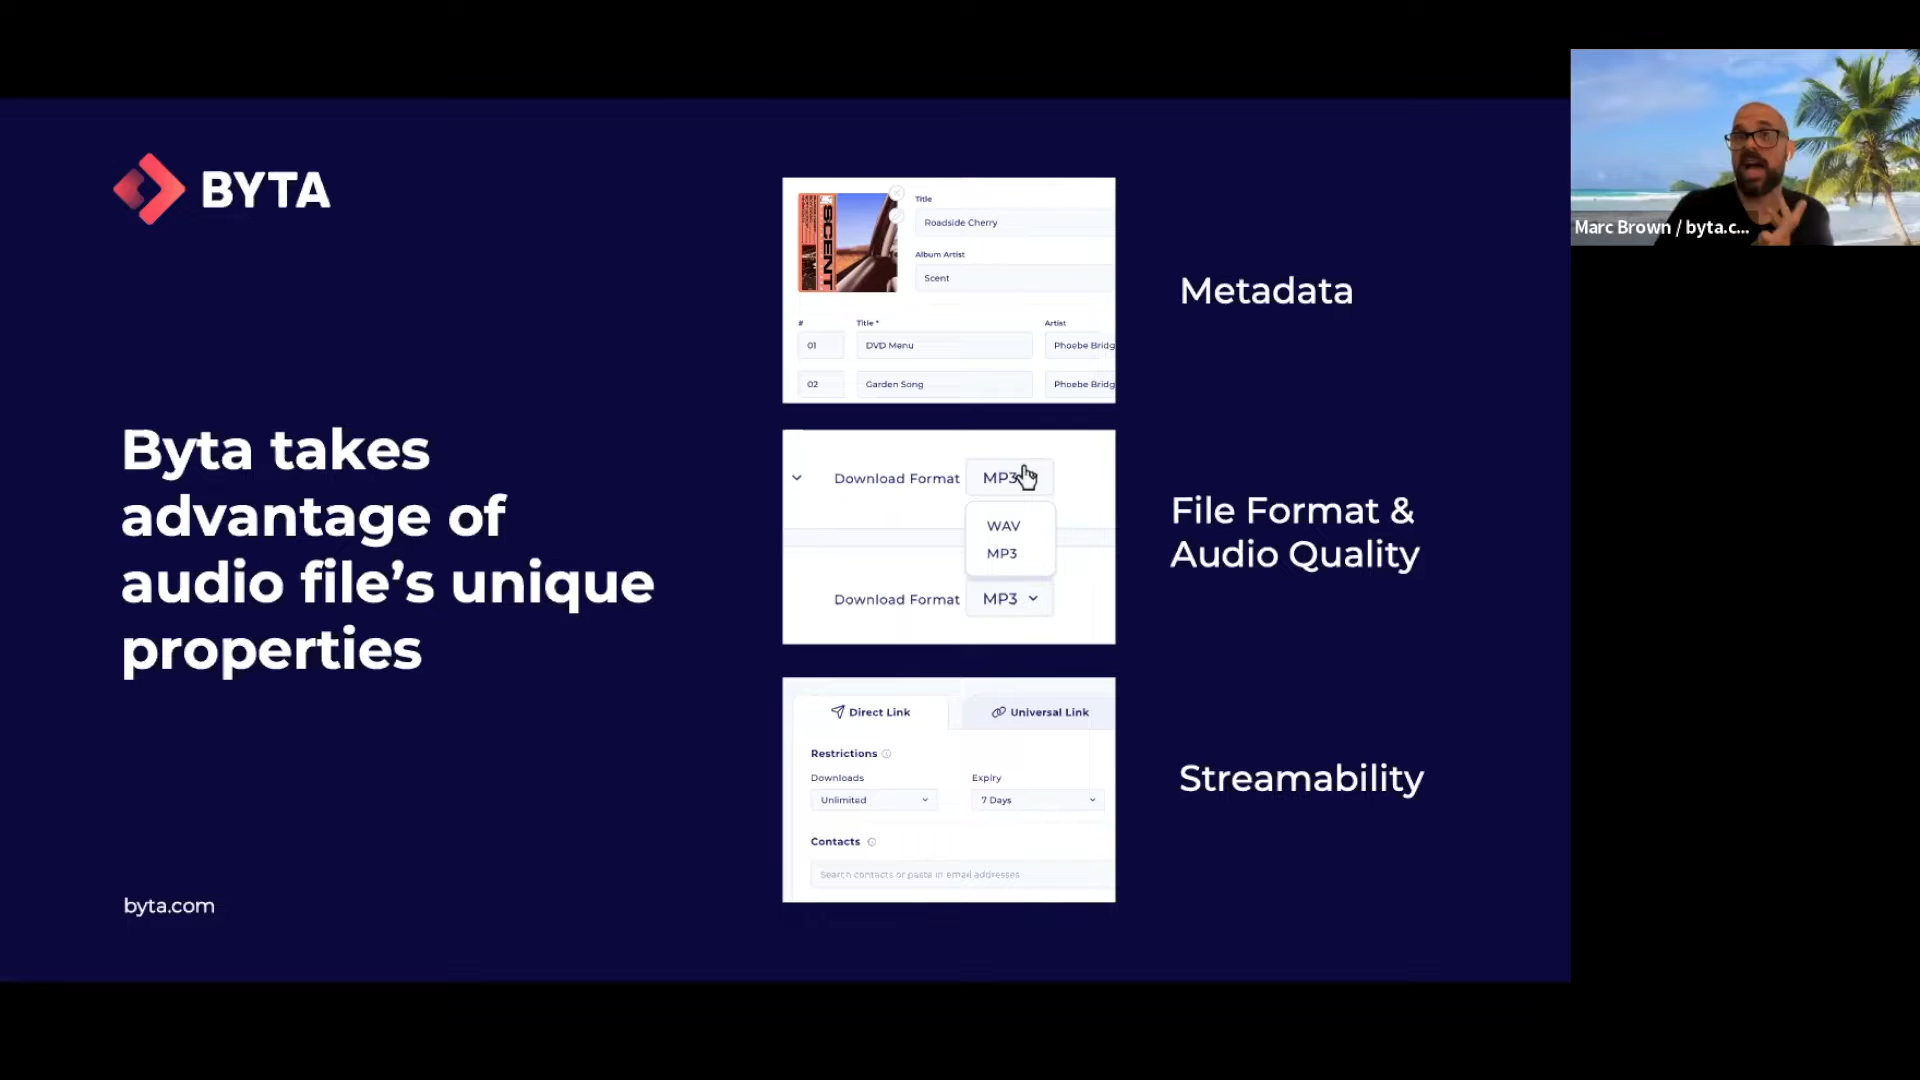 BYTA
Byta takes
advantage of
audio file's unique
properties
byta.com
SCENT
Title
Roadside Cherry
Album Artist
Scent
#
Title *
Artist
01
DVD Menu
Phoebe Bridg
02
Garden Song
Phoebe Bridg
Metadata
Download Format
MP3
WAV
MP3
Download Format
MP3
File Format &
Audio Quality
Direct Link
Universal Link
Restrictions
Downloads
Expiry
Unlimited
7 Days
Contacts
Search contacts or paste in email addresses
Streamability
Marc Brown / byta.c...